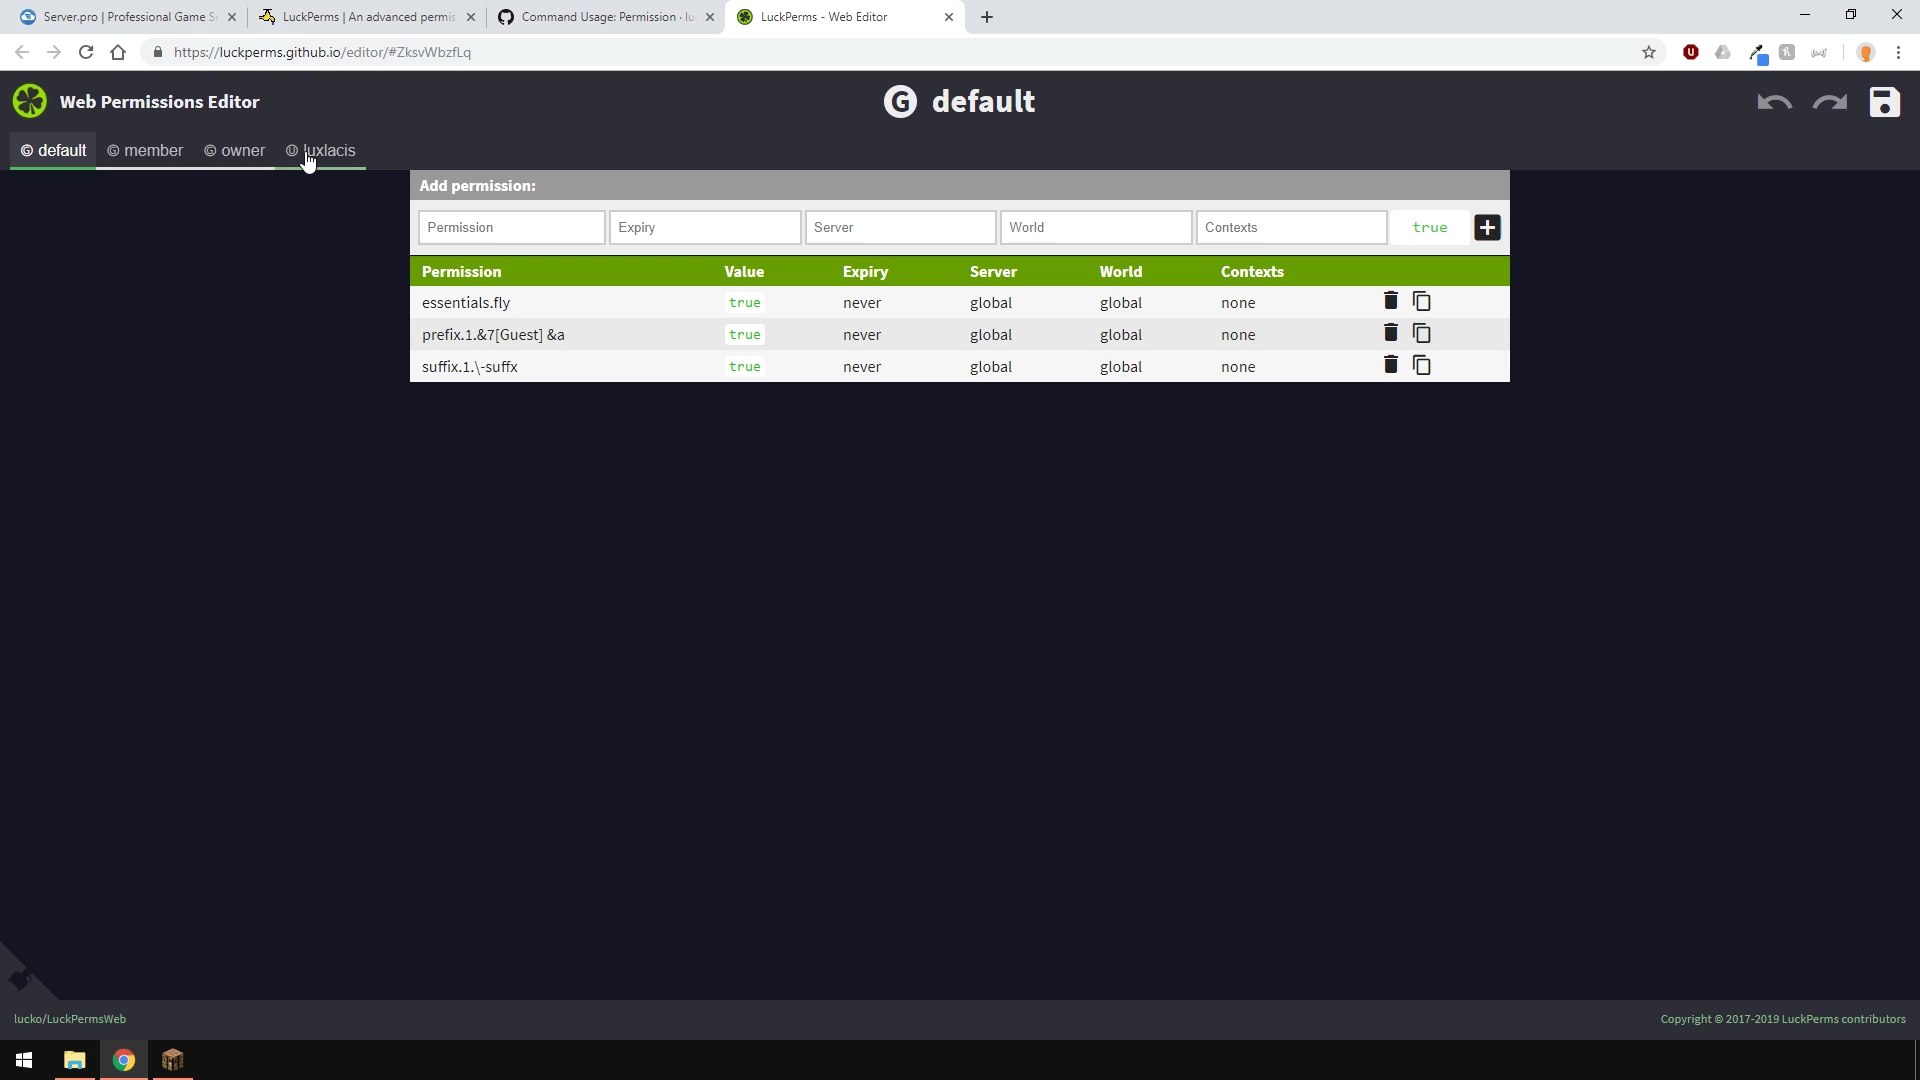 Server.pro | Professional Game S
LuckPerms | An advanced permis
Command Usage: Permission · lu
LuckPerms - Web Editor
https://luckperms.github.io/editor/#ZksvWbzfLq
Web Permissions Editor
G default
G default
G member
G owner
U luxlacis
Add permission:
Permission Expiry Server World Contexts true
Permission Value Expiry Server World Contexts
essentials.fly true never global global none
prefix.1.&7[Guest] &a true never global global none
suffix.1.\-suffx true never global global none
lucko/LuckPermsWeb
Copyright © 2017-2019 LuckPerms contributors